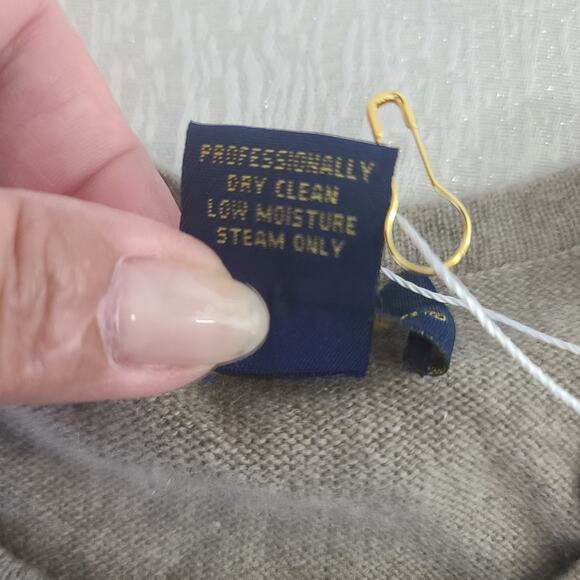 PROFESSIONALLY
DRY CLEAN
LOW MOISTURE
STEAM ONLY